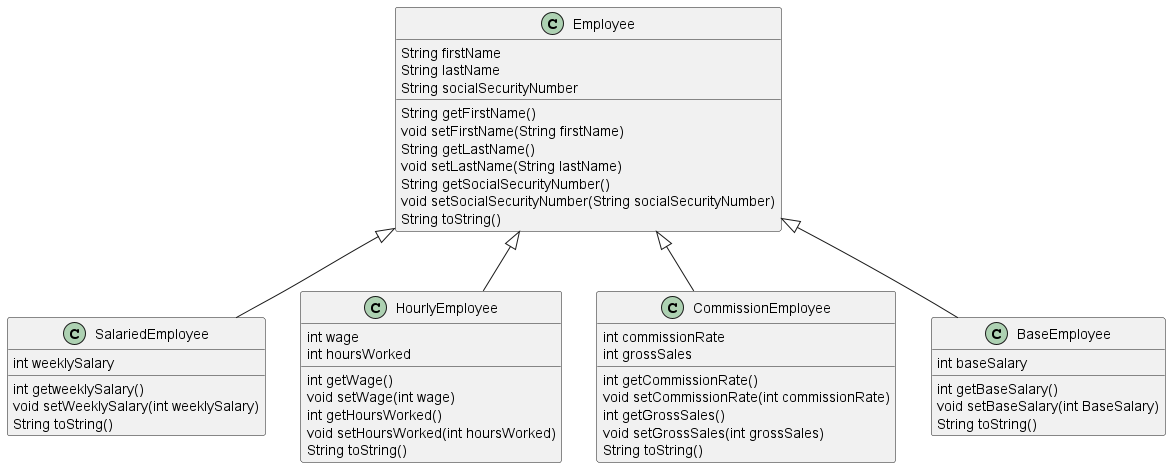 C Employee
String firstName
String lastName
String socialSecurityNumber
String getFirstName()
void setFirstName(String firstName)
String getLastName()
void setLastName(String lastName)
String getSocialSecurityNumber()
void setSocialSecurityNumber(String socialSecurityNumber)
String toString()
C SalariedEmployee
int weeklySalary
int getweeklySalary()
void setWeeklySalary(int weeklySalary)
String toString()
C HourlyEmployee
int wage
int hoursWorked
int getWage()
void setWage(int wage)
int getHoursWorked()
void setHoursWorked(int hoursWorked)
String toString()
C CommissionEmployee
int commissionRate
int grossSales
int getCommissionRate()
void setCommissionRate(int commissionRate)
int getGrossSales()
void setGrossSales(int grossSales)
String toString()
C BaseEmployee
int baseSalary
int getBaseSalary()
void setBaseSalary(int BaseSalary)
String toString()